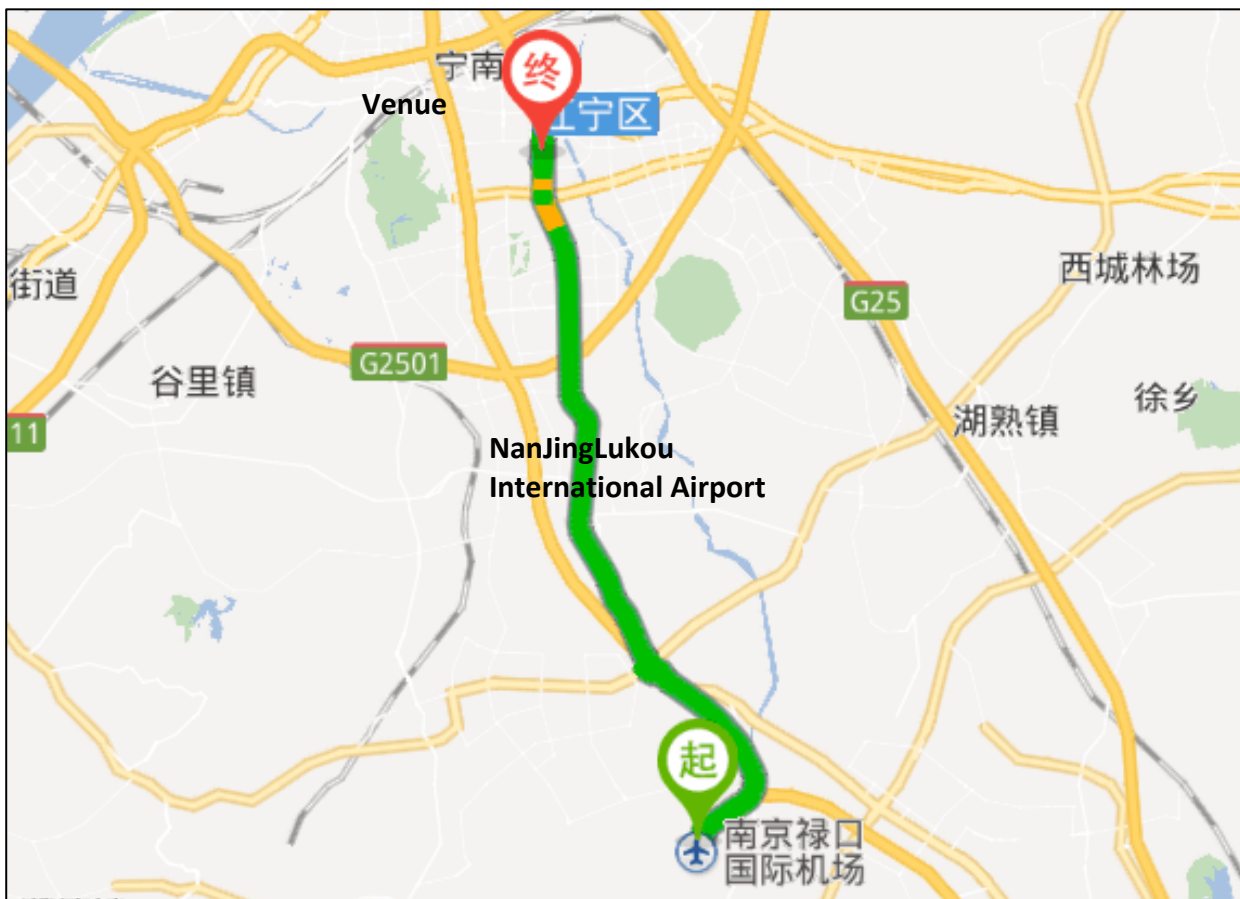 宁南
终
Venue
江宁区
街道
西城林场
G25
G2501
谷里镇
徐乡
11
湖熟镇
NanJingLukou
International Airport
起
南京禄口
国际机场